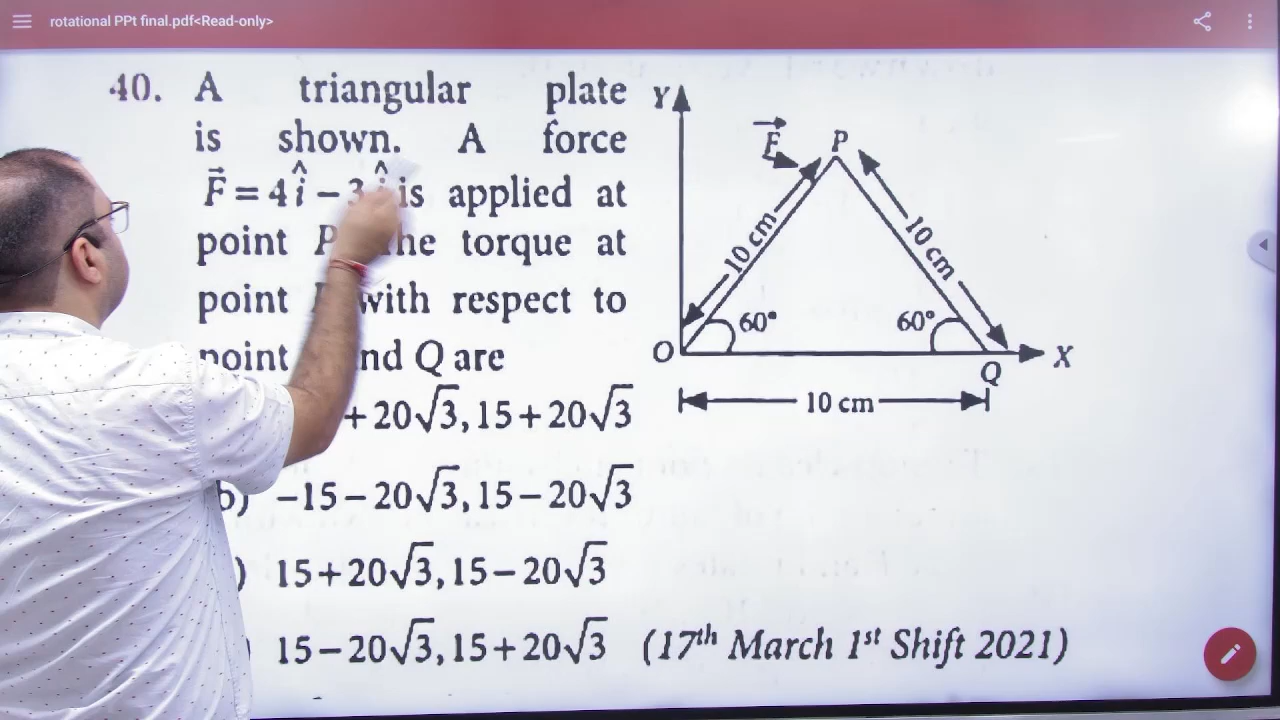 rotational PPt final.pdf<Read-only>
40. A triangular plate
is shown. A force
F⃗ = 4î − 3 is applied at
point P the torque at
point with respect to
point and Q are
+ 20√3, 15 + 20√3
b) −15 − 20√3, 15 − 20√3
) 15 + 20√3, 15 − 20√3
) 15 − 20√3, 15 + 20√3 (17th March 1st Shift 2021)
Y
F⃗
P
10 cm
10 cm
60°
60°
O
Q
X
10 cm